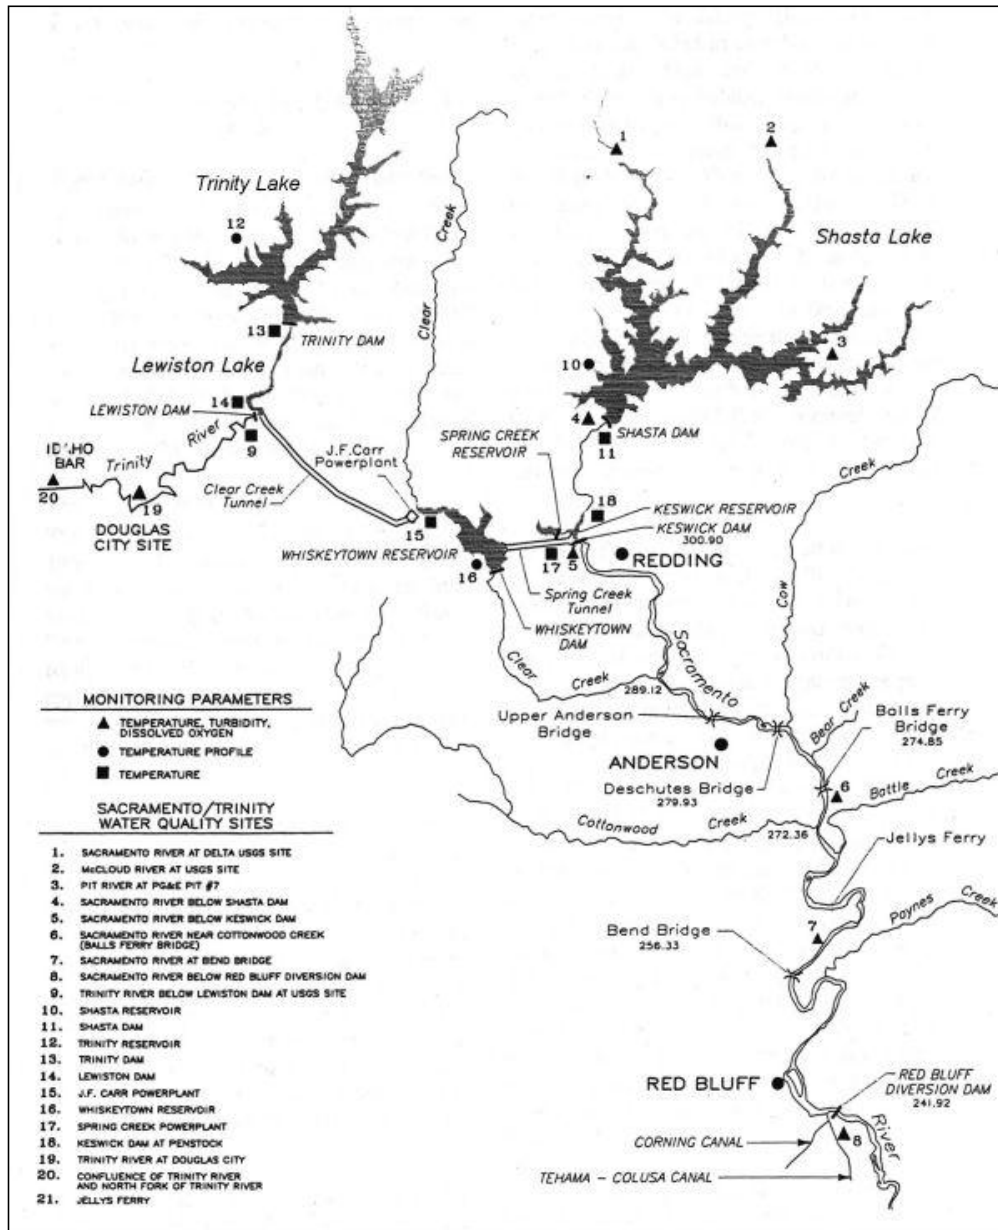 1
2
Trinity Lake
12
Creek
Shasta Lake
13
TRINITY DAM
3
10
Clear
Lewiston Lake
14
LEWISTON DAM
4
SHASTA DAM
11
SPRING CREEK
RESERVOIR
River
9
J.F.Carr
Powerplant
Creek
IDAHO
BAR
Trinity
20
19
Clear Creek
Tunnel
DOUGLAS
CITY SITE
15
18
KESWICK RESERVOIR
KESWICK DAM
300.90
WHISKEYTOWN RESERVOIR
16
17
5
REDDING
Spring Creek
Tunnel
Cow
WHISKEYTOWN
DAM
Clear
Creek
Sacramento
289.12
MONITORING PARAMETERS
TEMPERATURE, TURBIDITY,
DISSOLVED OXYGEN
TEMPERATURE PROFILE
TEMPERATURE
Upper Anderson
Bridge
Bear Creek
Balls Ferry
Bridge
274.85
ANDERSON
Deschutes Bridge
279.93
6
Battle Creek
Cottonwood Creek
272.36
Jellys Ferry
SACRAMENTO/TRINITY
WATER QUALITY SITES
1. SACRAMENTO RIVER AT DELTA USGS SITE
2. McCLOUD RIVER AT USGS SITE
3. PIT RIVER AT PG&E PIT #7
4. SACRAMENTO RIVER BELOW SHASTA DAM
5. SACRAMENTO RIVER BELOW KESWICK DAM
6. SACRAMENTO RIVER NEAR COTTONWOOD CREEK
(BALLS FERRY BRIDGE)
7. SACRAMENTO RIVER AT BEND BRIDGE
8. SACRAMENTO RIVER BELOW RED BLUFF DIVERSION DAM
9. TRINITY RIVER BELOW LEWISTON DAM AT USGS SITE
10. SHASTA RESERVOIR
11. SHASTA DAM
12. TRINITY RESERVOIR
13. TRINITY DAM
14. LEWISTON DAM
15. J.F. CARR POWERPLANT
16. WHISKEYTOWN RESERVOIR
17. SPRING CREEK POWERPLANT
18. KESWICK DAM AT PENSTOCK
19. TRINITY RIVER AT DOUGLAS CITY
20. CONFLUENCE OF TRINITY RIVER
AND NORTH FORK OF TRINITY RIVER
21. JELLYS FERRY
Paynes Creek
7
Bend Bridge
256.33
RED BLUFF
RED BLUFF
DIVERSION DAM
241.92
CORNING CANAL
8
River
TEHAMA - COLUSA CANAL